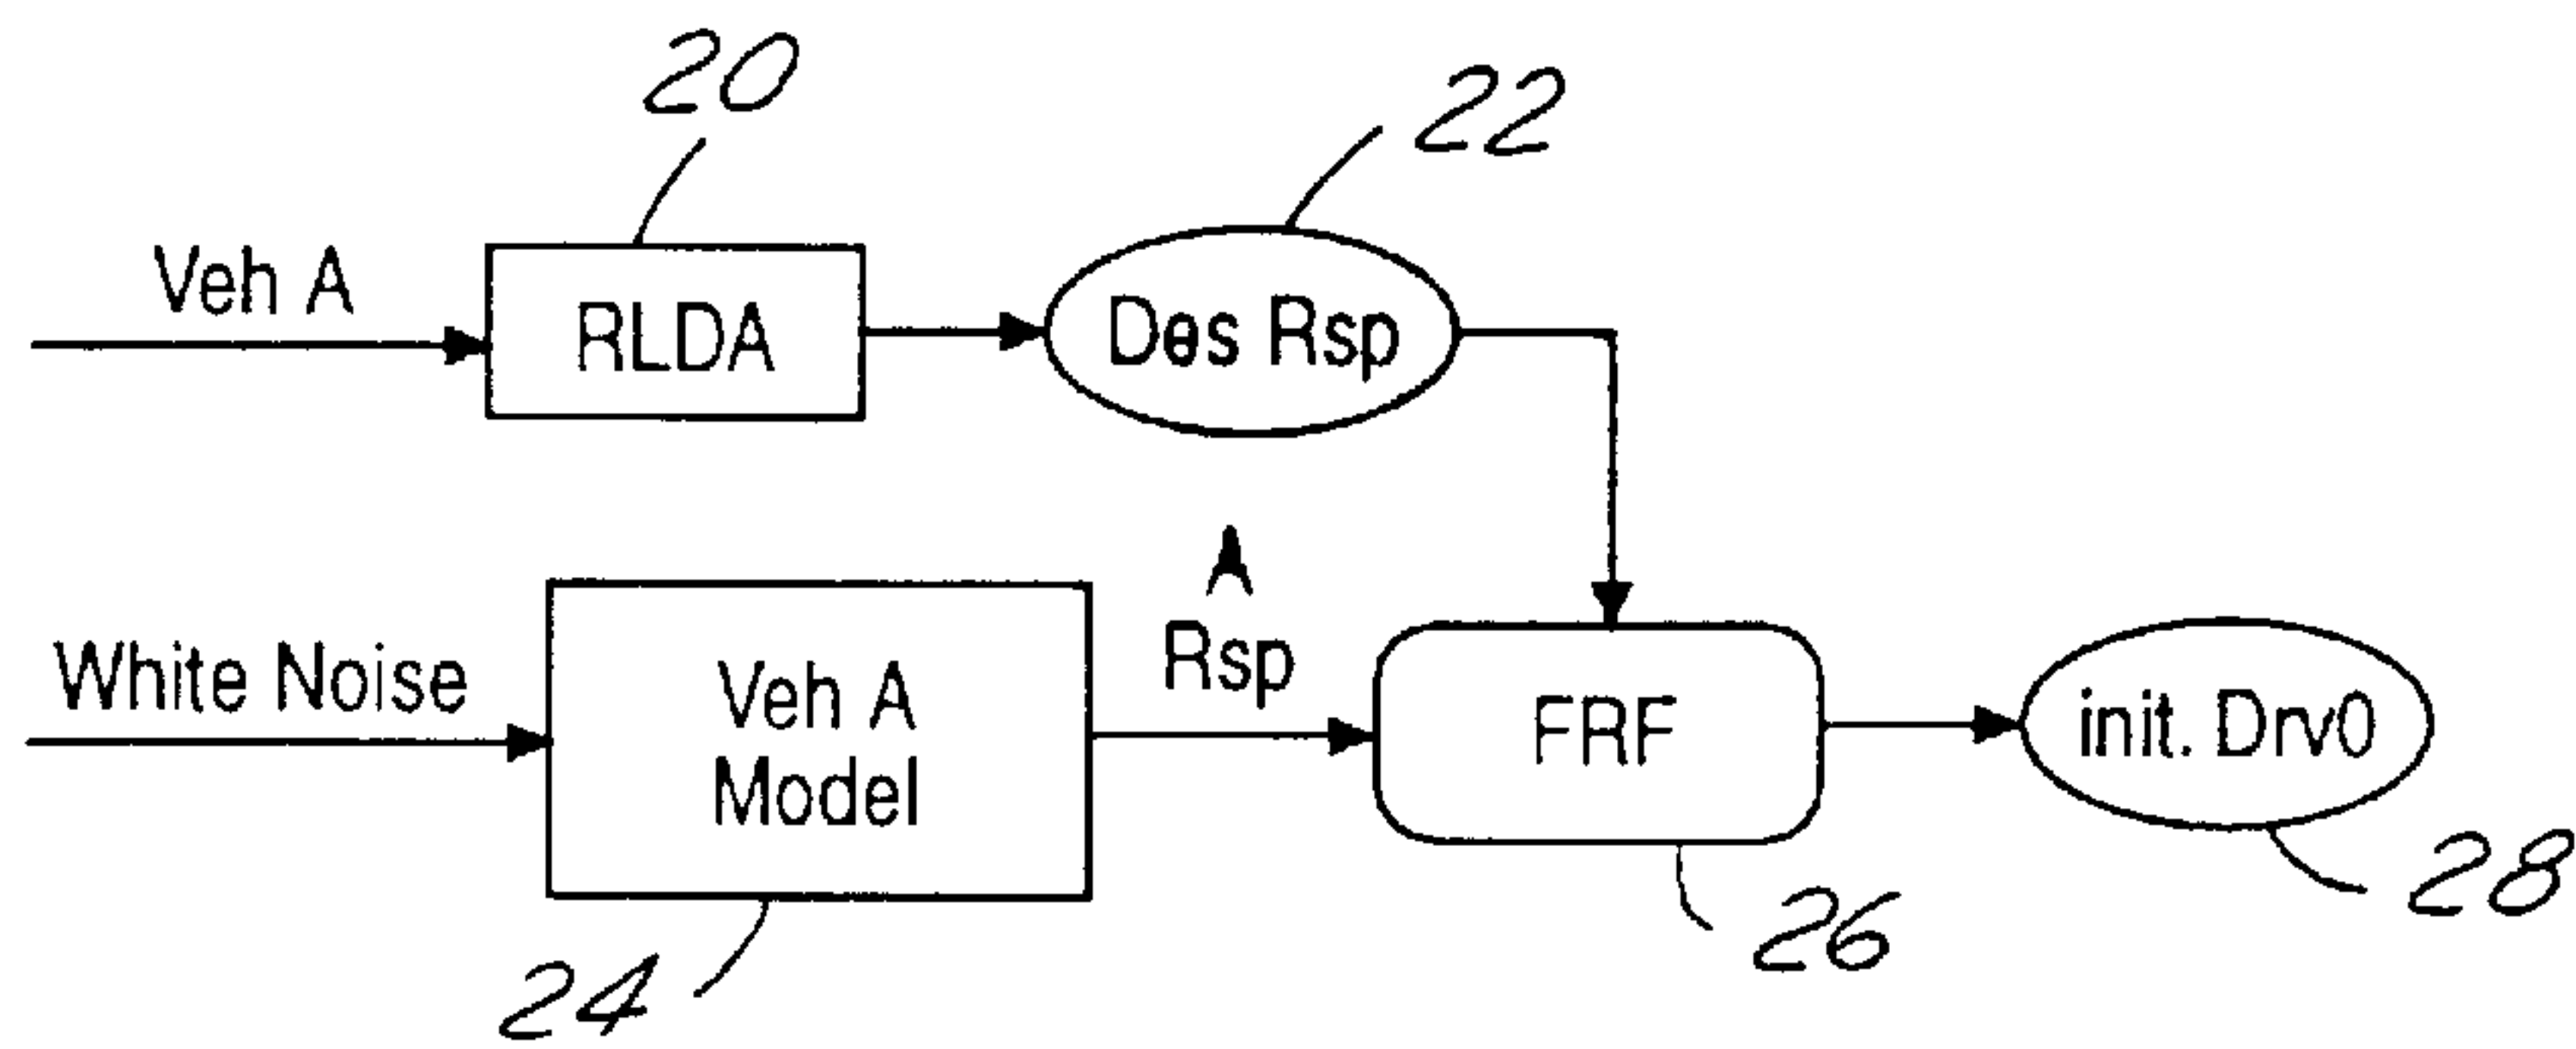 20
22
Veh A
RLDA
Des Rsp
White Noise
Veh A
Model
Rsp
FRF
init. Drv0
24
26
28